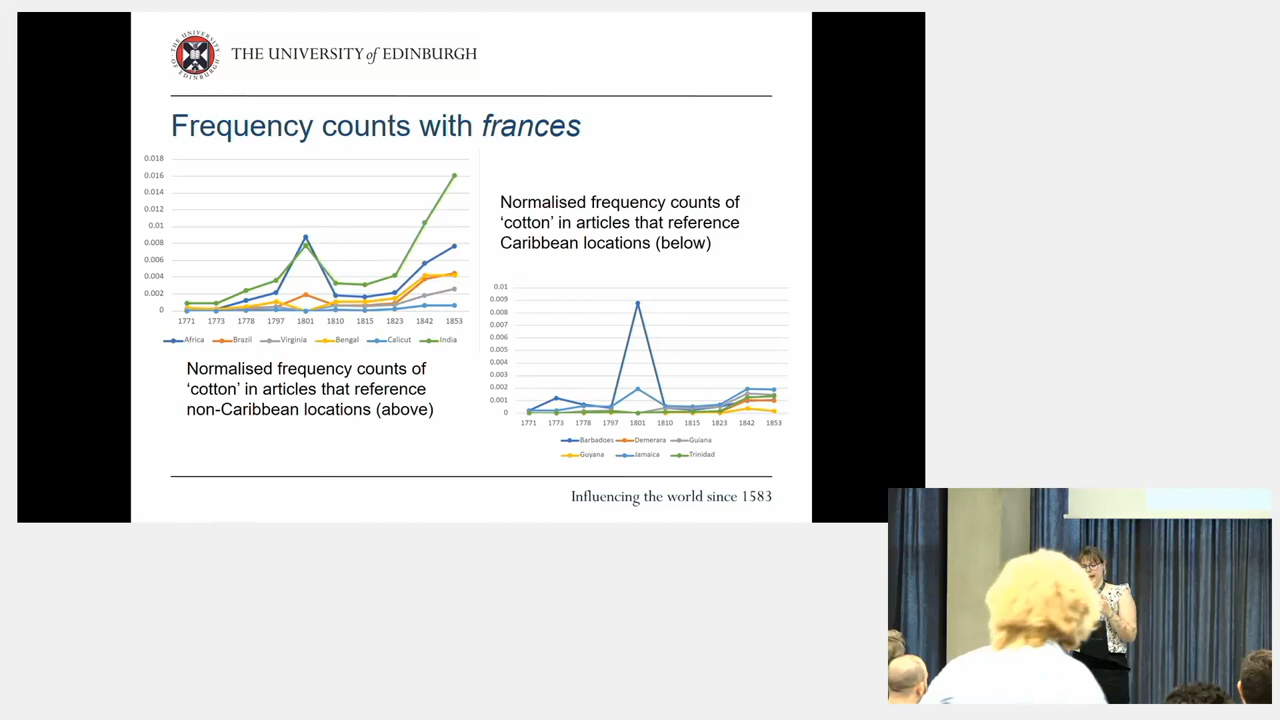 THE UNIVERSITY of EDINBURGH
Frequency counts with frances
0.018
0.016
0.014
0.012
0.01
0.008
0.006
0.004
0.002
0
1771 1773 1778 1797 1801 1810 1815 1823 1842 1853
Africa Brazil Virginia Bengal Calicut India
Normalised frequency counts of
‘cotton’ in articles that reference
non-Caribbean locations (above)
Normalised frequency counts of
‘cotton’ in articles that reference
Caribbean locations (below)
0.01
0.009
0.008
0.007
0.006
0.005
0.004
0.003
0.002
0.001
0
1771 1773 1778 1797 1801 1810 1815 1823 1842 1853
Barbadoes Demerara Guiana
Guyana Jamaica Trinidad
Influencing the world since 1583